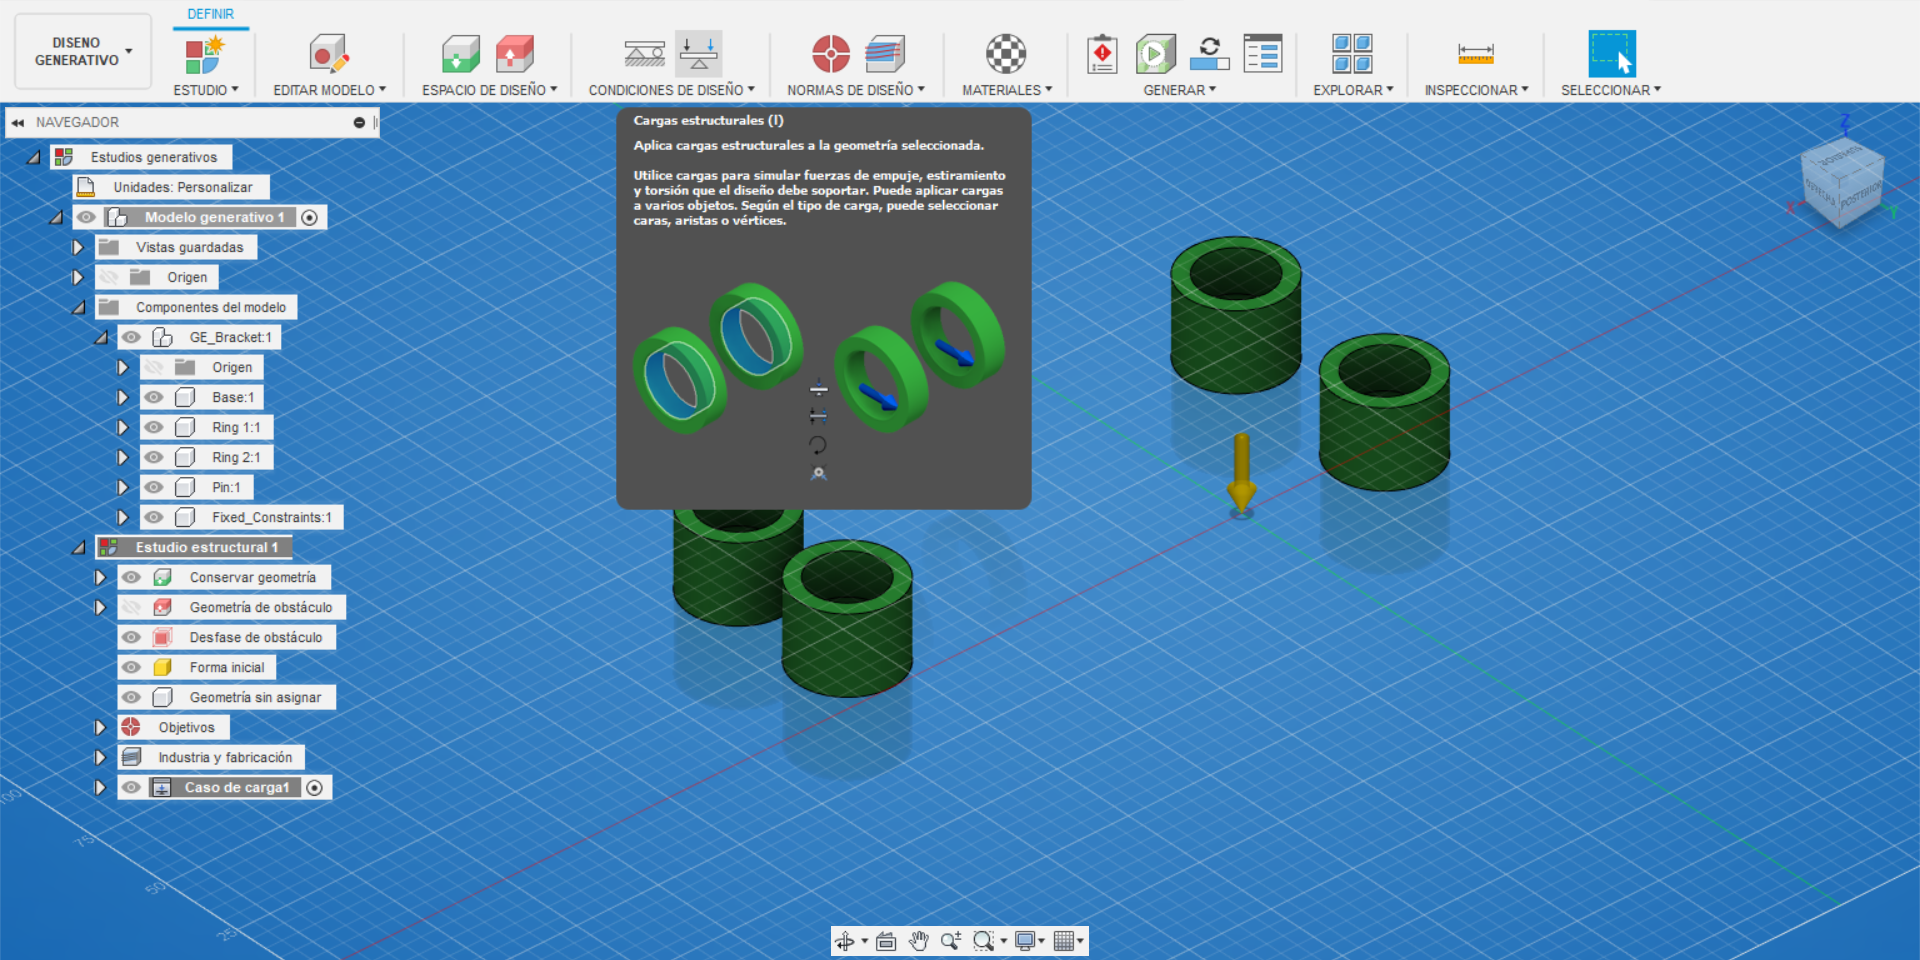 DEFINIR
DISENO
GENERATIVO
ESTUDIO
EDITAR MODELO
ESPACIO DE DISEÑO
CONDICIONES DE DISEÑO
NORMAS DE DISEÑO
MATERIALES
GENERAR
EXPLORAR
INSPECCIONAR
SELECCIONAR
NAVEGADOR
Estudios generativos
Unidades: Personalizar
Modelo generativo 1
Vistas guardadas
Origen
Componentes del modelo
GE_Bracket:1
Origen
Base:1
Ring 1:1
Ring 2:1
Pin:1
Fixed_Constraints:1
Estudio estructural 1
Conservar geometría
Geometría de obstáculo
Desfase de obstáculo
Forma inicial
Geometría sin asignar
Objetivos
Industria y fabricación
Caso de carga1
Cargas estructurales (I)
Aplica cargas estructurales a la geometría seleccionada.
Utilice cargas para simular fuerzas de empuje, estiramiento
y torsión que el diseño debe soportar. Puede aplicar cargas
a varios objetos. Según el tipo de carga, puede seleccionar
caras, aristas o vértices.
Z
X
Y
POSTERIOR
100
75
50
25